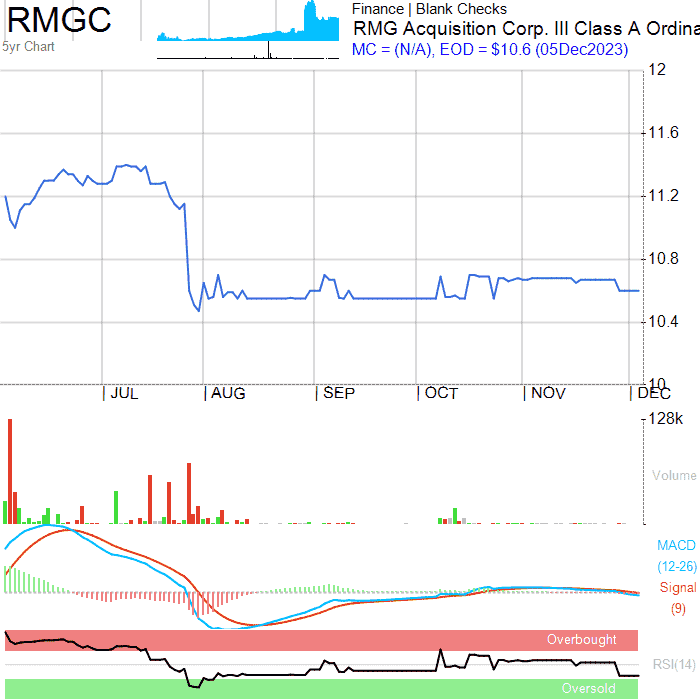 RMGC
5yr Chart
Finance | Blank Checks
RMG Acquisition Corp. III Class A Ordina
MC = (N/A), EOD = $10.6 (05Dec2023)
12
11.6
11.2
10.8
10.4
10
JUL
AUG
SEP
OCT
NOV
DEC
128k
Volume
MACD
(12-26)
Signal
(9)
Overbought
RSI(14)
Oversold